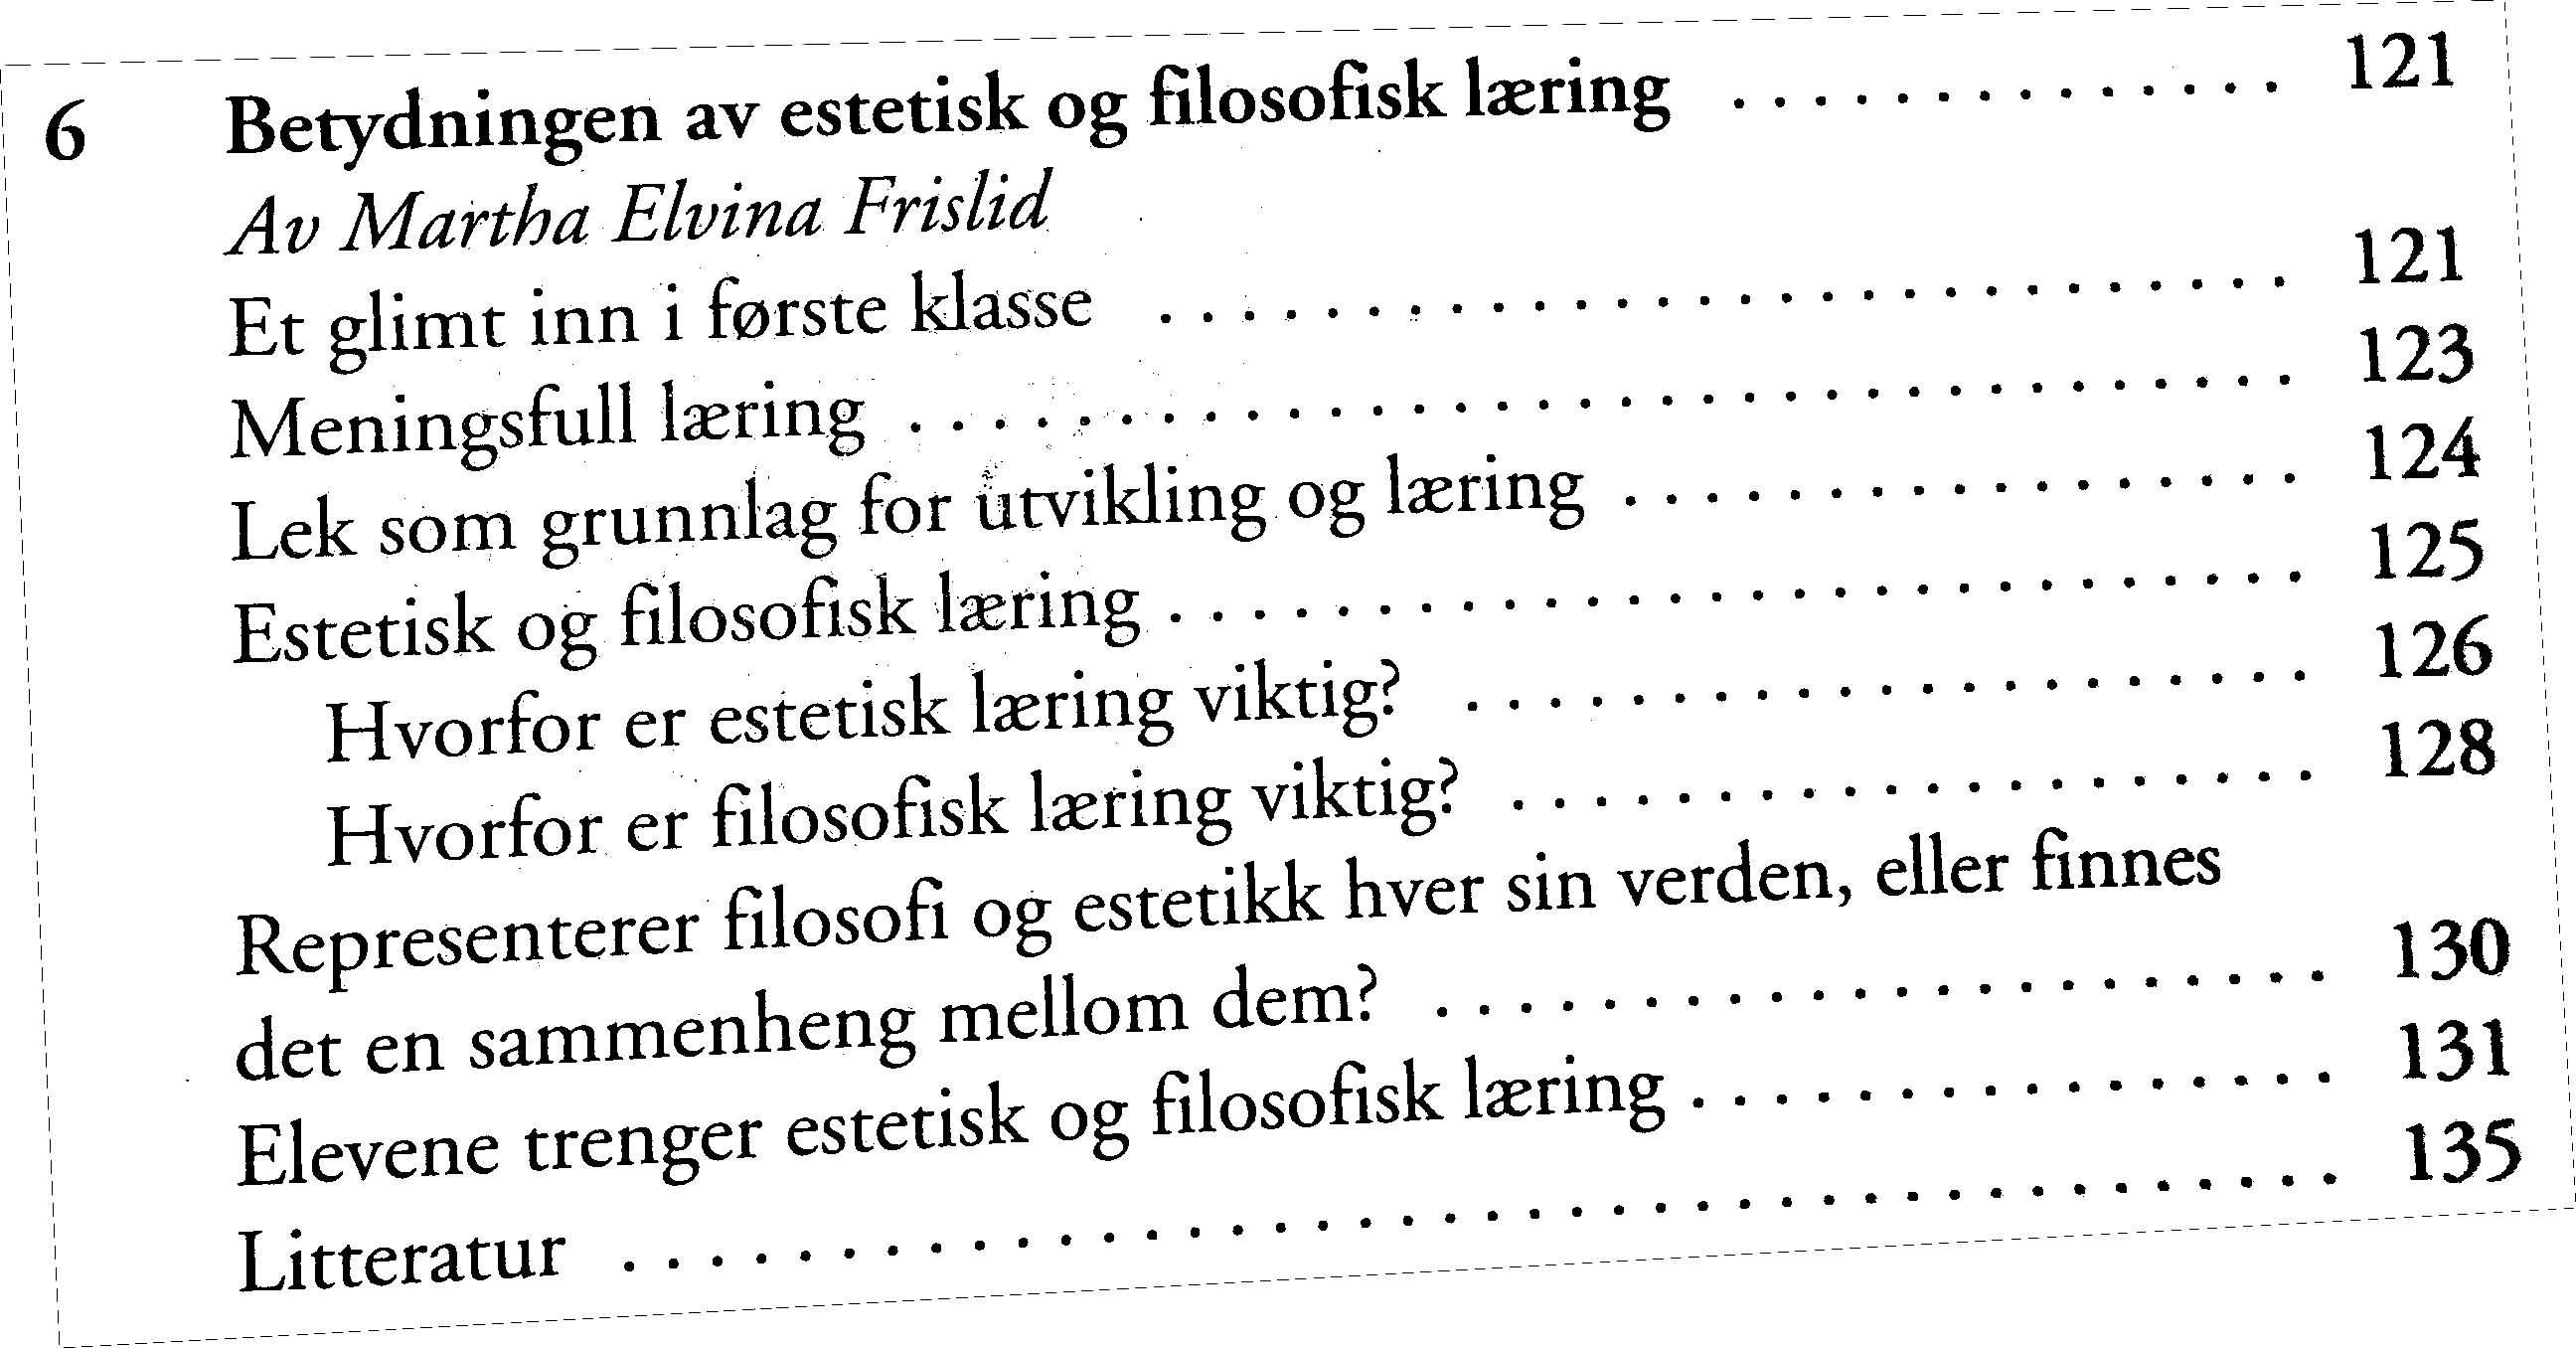 6 Betydningen av estetisk og filosofisk læring . . . . . . . . . . . . . . 121
Av Martha Elvina Frislid
Et glimt inn i første klasse . . . . . . . . . . . . . . . . . . . . . . . . . . . . 121
Meningsfull læring . . . . . . . . . . . . . . . . . . . . . . . . . . . . . . . . . . 123
Lek som grunnlag for utvikling og læring . . . . . . . . . . . . . . . . . 124
Estetisk og filosofisk læring . . . . . . . . . . . . . . . . . . . . . . . . . . . . 125
Hvorfor er estetisk læring viktig? . . . . . . . . . . . . . . . . . . . . . 126
Hvorfor er filosofisk læring viktig? . . . . . . . . . . . . . . . . . . . . 128
Representerer filosofi og estetikk hver sin verden, eller finnes
det en sammenheng mellom dem? . . . . . . . . . . . . . . . . . . . . . . 130
Elevene trenger estetisk og filosofisk læring . . . . . . . . . . . . . . . . 131
Litteratur . . . . . . . . . . . . . . . . . . . . . . . . . . . . . . . . . . . . . . . . 135